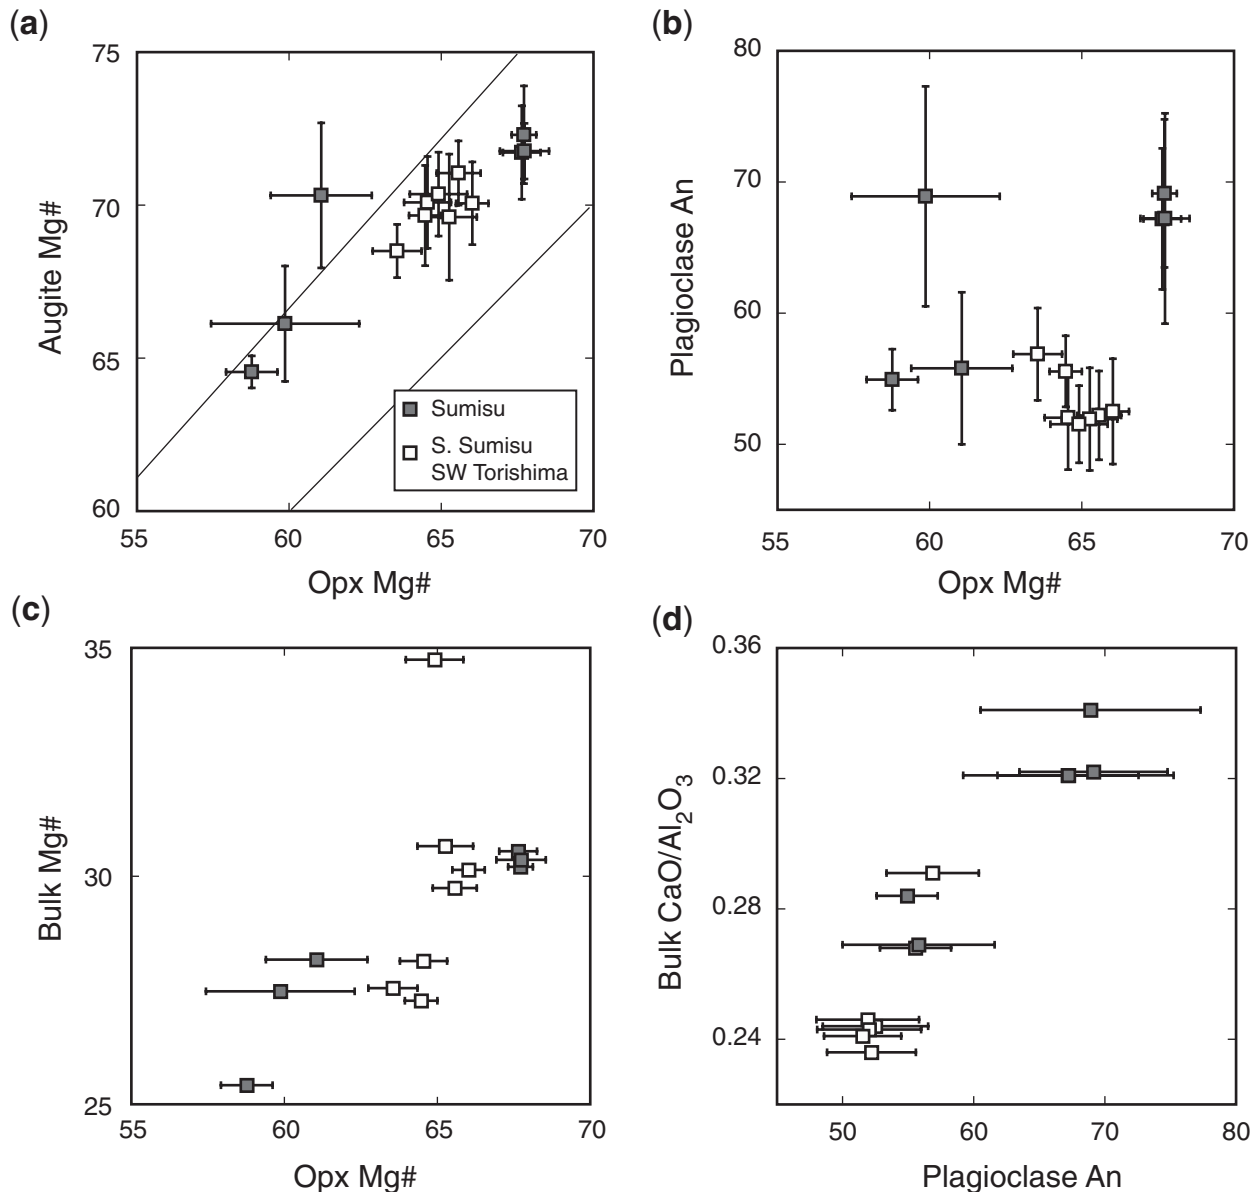 (a)
75
70
65
60
Augite Mg#
55
60
65
70
Opx Mg#
Sumisu
S. Sumisu
SW Torishima
(b)
80
70
60
50
Plagioclase An
55
60
65
70
Opx Mg#
(c)
35
30
25
Bulk Mg#
55
60
65
70
Opx Mg#
(d)
0.36
0.32
0.28
0.24
Bulk CaO/Al₂O₃
50
60
70
80
Plagioclase An